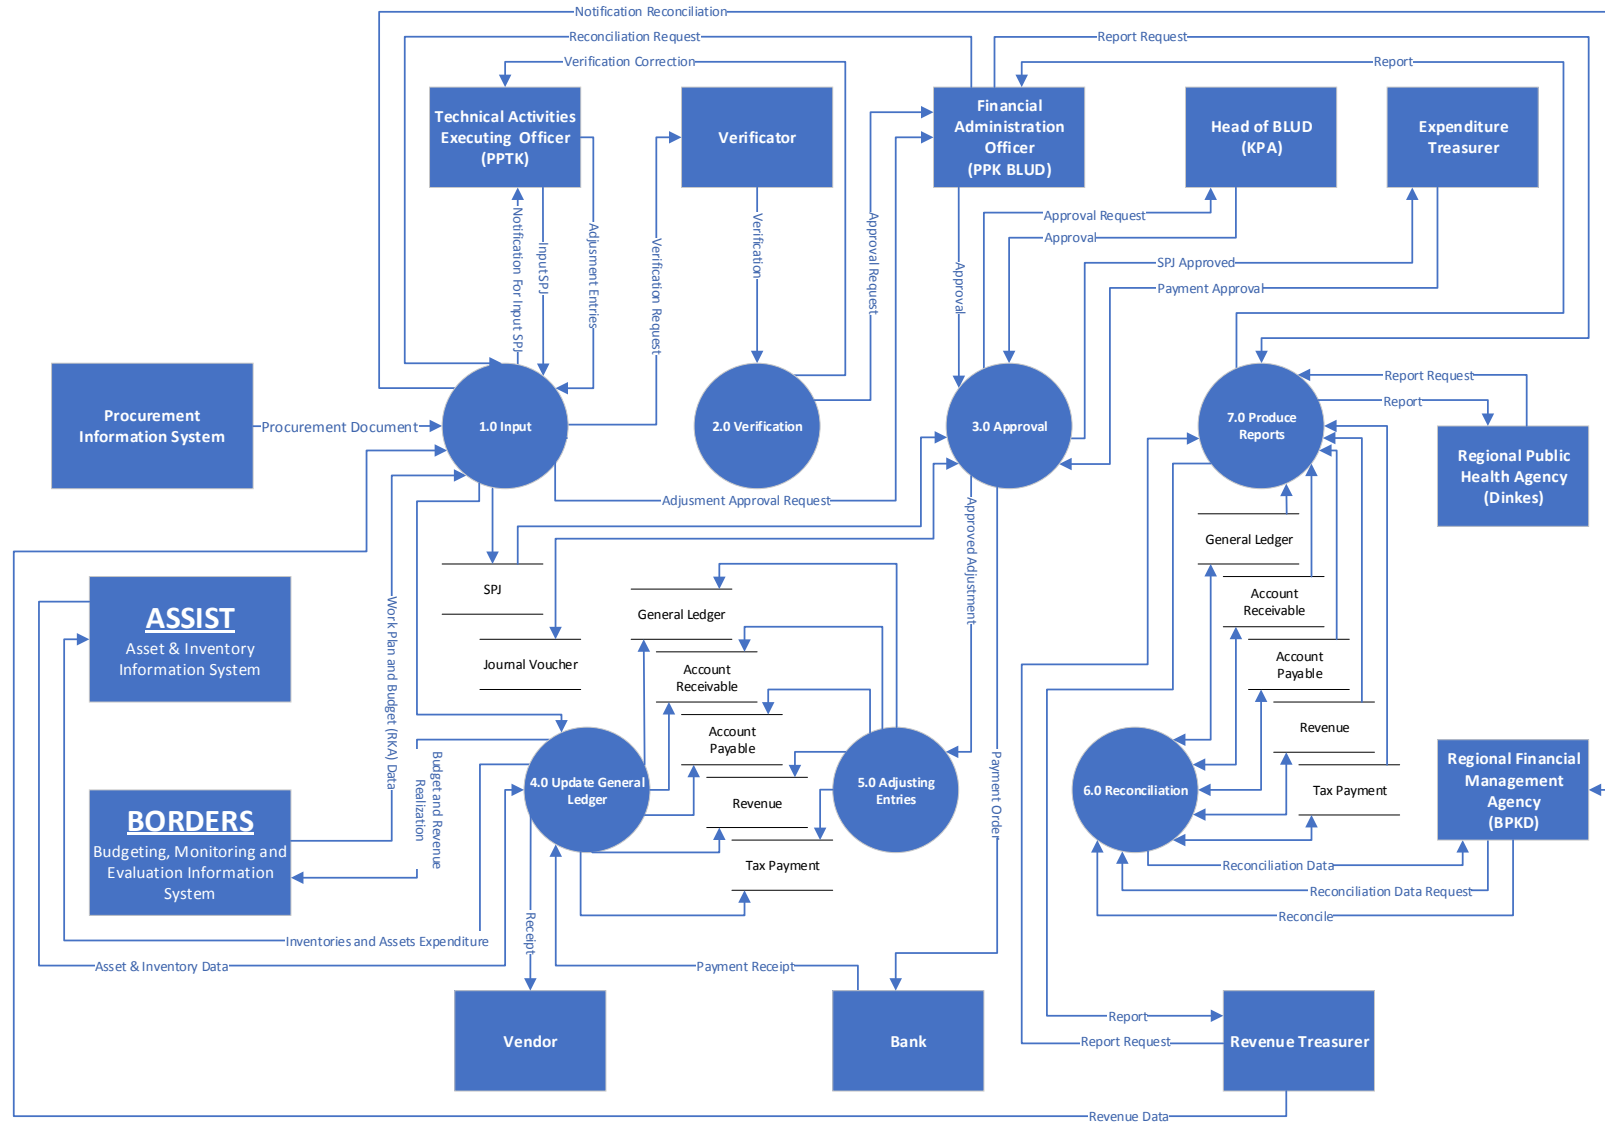 Notification Reconciliation
Reconciliation Request
Report Request
Verification Correction
Report
Technical Activities
Executing Officer
(PPTK)
Verificator
Financial
Administration
Officer
(PPK BLUD)
Head of BLUD
(KPA)
Expenditure
Treasurer
Notification For Input SPJ
Input SPJ
Adjusment Entries
Verification Request
Verification
Approval Request
Approval
Approval Request
Approval
SPJ Approved
Payment Approval
Procurement
Information System
Procurement Document
1.0 Input
2.0 Verification
3.0 Approval
7.0 Produce
Reports
Report Request
Report
Regional Public
Health Agency
(Dinkes)
Adjusment Approval Request
Approved Adjustment
General Ledger
Account
Receivable
Account
Payable
Revenue
Tax Payment
SPJ
Journal Voucher
General Ledger
Account
Receivable
Account
Payable
Revenue
Tax Payment
ASSIST
Asset & Inventory
Information System
Work Plan and Budget (RKA) Data
Budget and Revenue
Realization
BORDERS
Budgeting, Monitoring and
Evaluation Information
System
4.0 Update General
Ledger
5.0 Adjusting
Entries
Payment Order
6.0 Reconciliation
Regional Financial
Management
Agency
(BPKD)
Reconciliation Data
Reconciliation Data Request
Reconcile
Inventories and Assets Expenditure
Asset & Inventory Data
Receipt
Payment Receipt
Vendor
Bank
Report
Report Request
Revenue Treasurer
Revenue Data